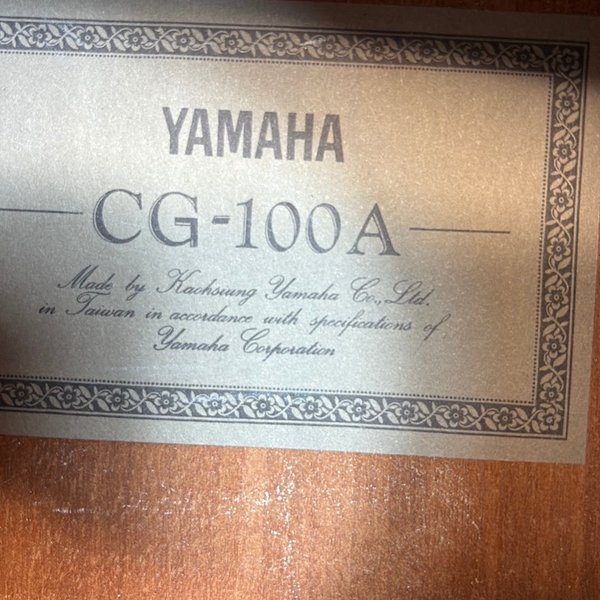 YAMAHA
CG-100A
Made by Kaohsiung Yamaha Co., Ltd.
in Taiwan in accordance with specifications of
Yamaha Corporation